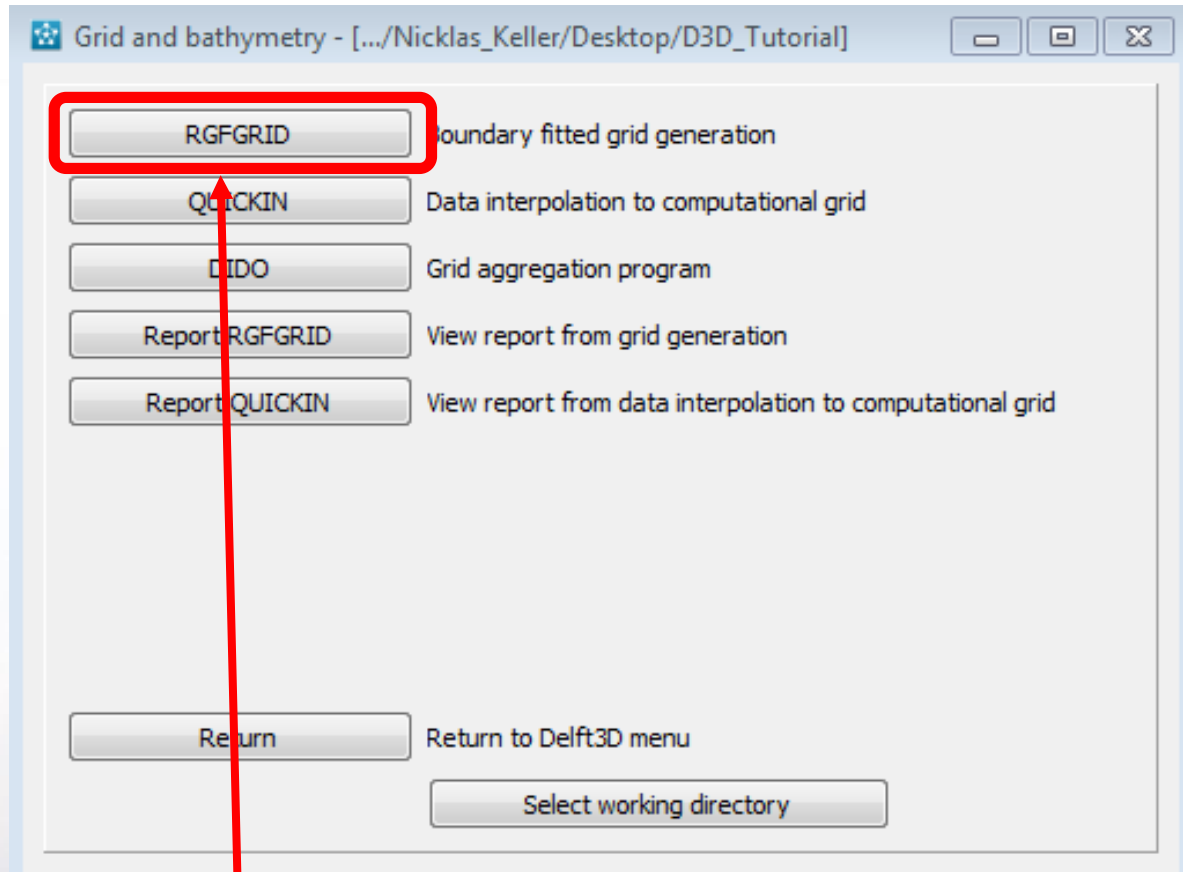 Grid and bathymetry - [.../Nicklas_Keller/Desktop/D3D_Tutorial]
RGFGRID Boundary fitted grid generation
QUICKIN Data interpolation to computational grid
DIDO Grid aggregation program
Report RGFGRID View report from grid generation
Report QUICKIN View report from data interpolation to computational grid
Return Return to Delft3D menu
Select working directory